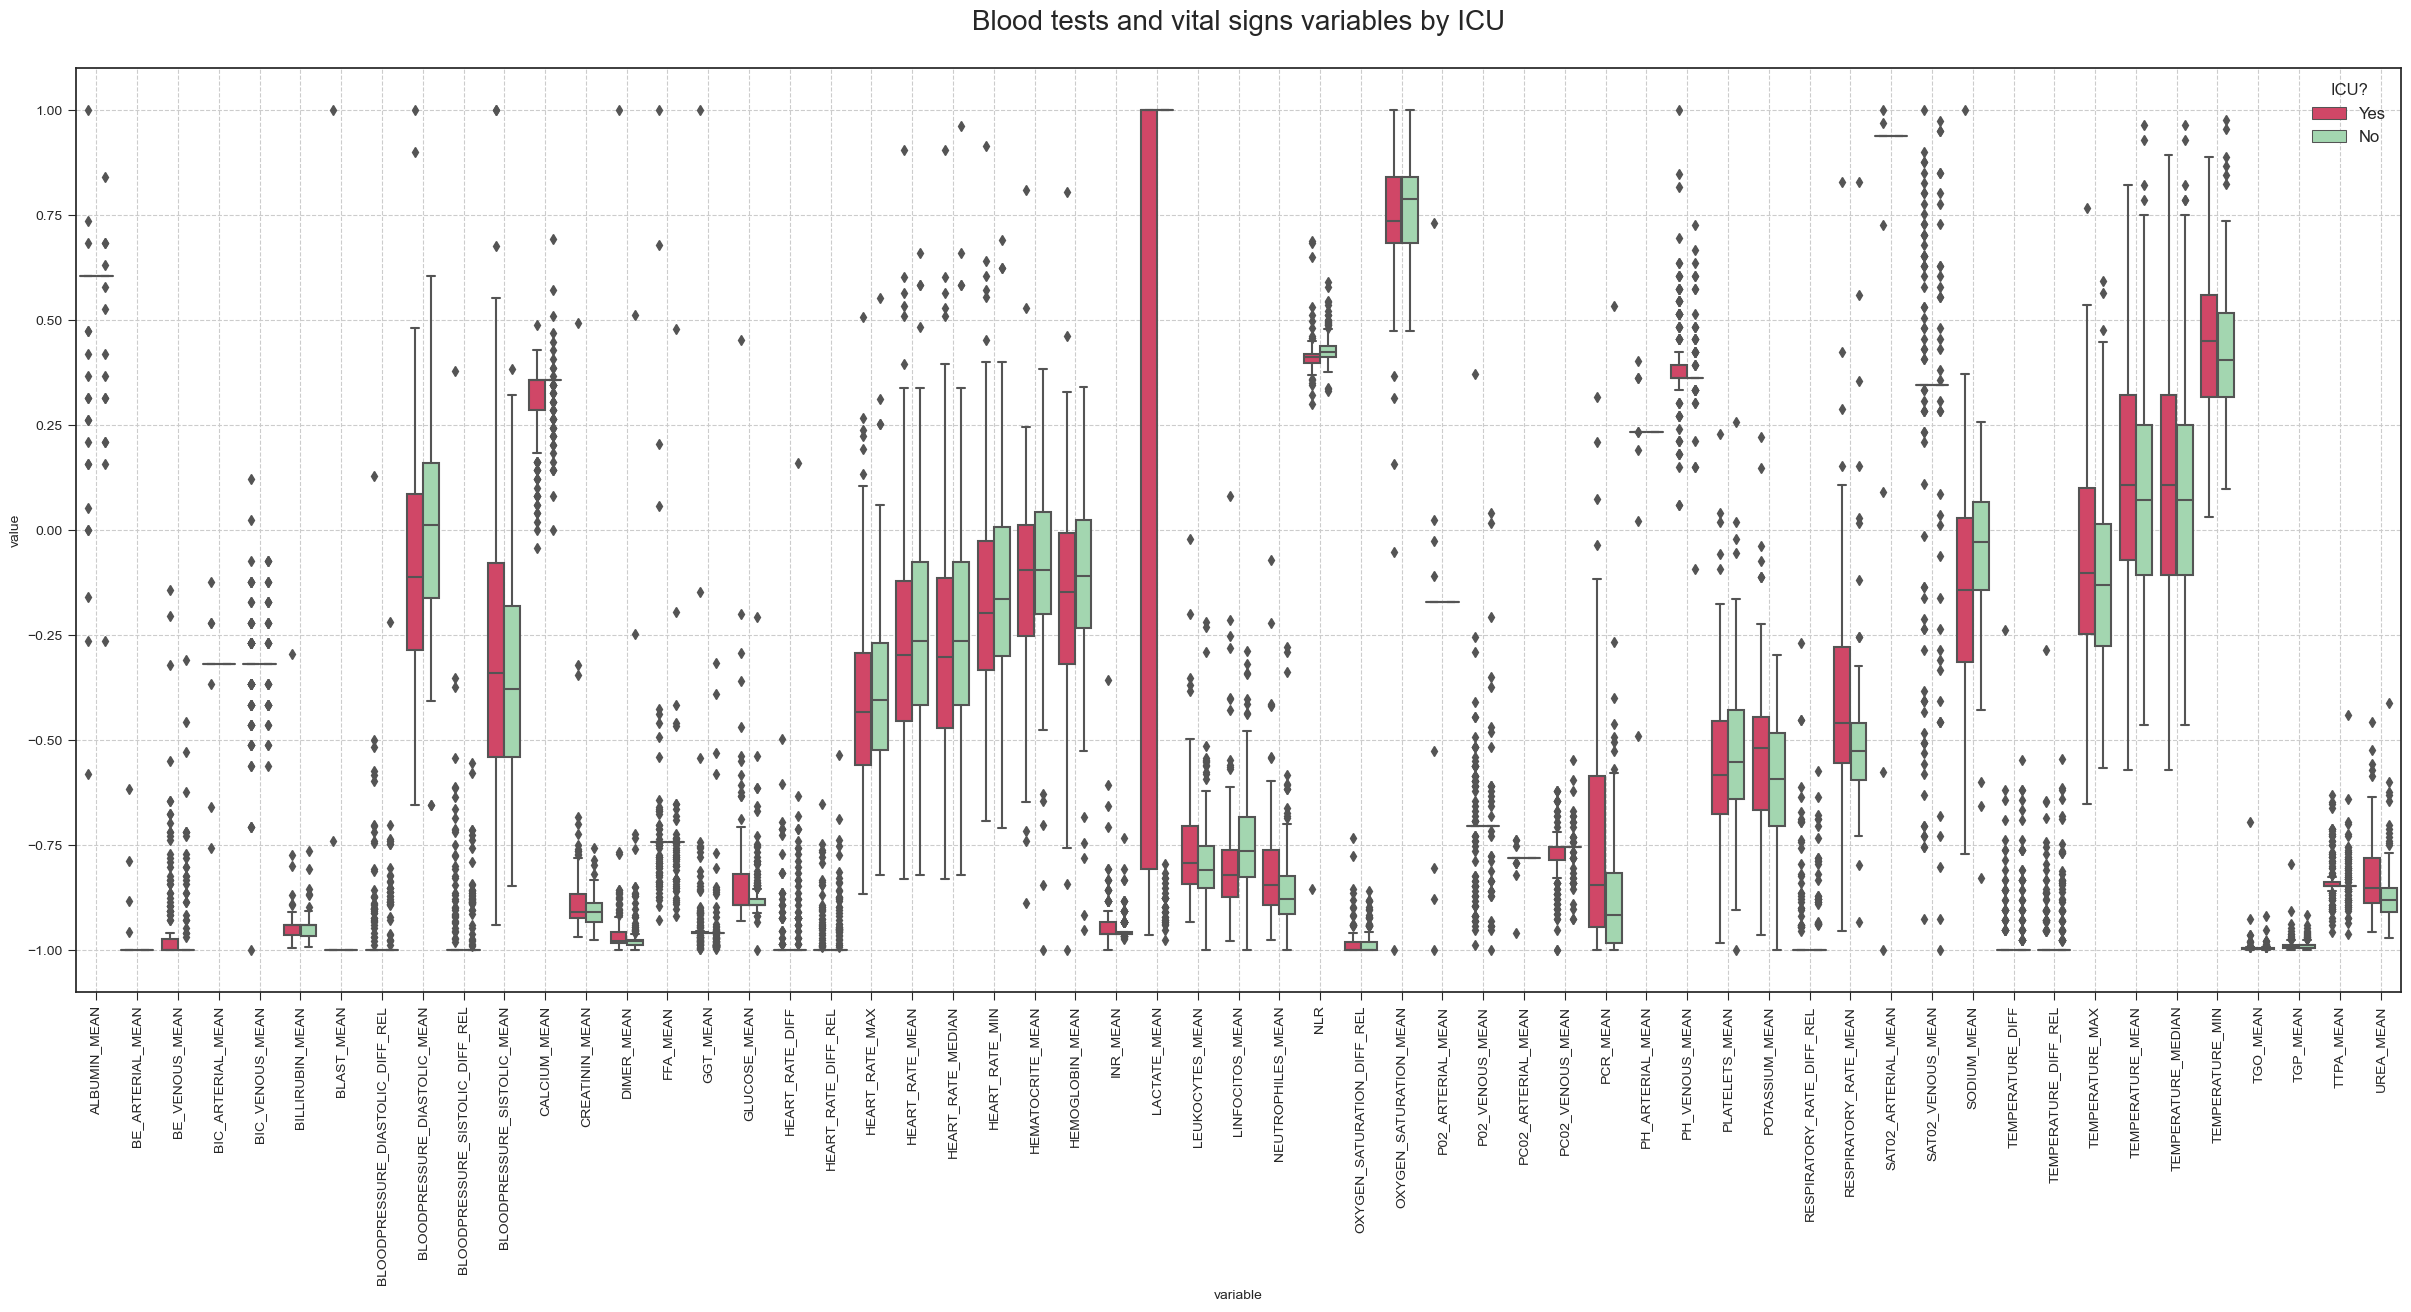 Blood tests and vital signs variables by ICU
ICU?
Yes
No
value
1.00
0.75
0.50
0.25
0.00
−0.25
−0.50
−0.75
−1.00
ALBUMIN_MEAN
BE_ARTERIAL_MEAN
BE_VENOUS_MEAN
BIC_ARTERIAL_MEAN
BIC_VENOUS_MEAN
BILLIRUBIN_MEAN
BLAST_MEAN
BLOODPRESSURE_DIASTOLIC_DIFF_REL
BLOODPRESSURE_DIASTOLIC_MEAN
BLOODPRESSURE_SISTOLIC_DIFF_REL
BLOODPRESSURE_SISTOLIC_MEAN
CALCIUM_MEAN
CREATININ_MEAN
DIMER_MEAN
FFA_MEAN
GGT_MEAN
GLUCOSE_MEAN
HEART_RATE_DIFF
HEART_RATE_DIFF_REL
HEART_RATE_MAX
HEART_RATE_MEAN
HEART_RATE_MEDIAN
HEART_RATE_MIN
HEMATOCRITE_MEAN
HEMOGLOBIN_MEAN
INR_MEAN
LACTATE_MEAN
LEUKOCYTES_MEAN
LINFOCITOS_MEAN
NEUTROPHILES_MEAN
NLR
OXYGEN_SATURATION_DIFF_REL
OXYGEN_SATURATION_MEAN
P02_ARTERIAL_MEAN
P02_VENOUS_MEAN
PC02_ARTERIAL_MEAN
PC02_VENOUS_MEAN
PCR_MEAN
PH_ARTERIAL_MEAN
PH_VENOUS_MEAN
PLATELETS_MEAN
POTASSIUM_MEAN
RESPIRATORY_RATE_DIFF_REL
RESPIRATORY_RATE_MEAN
SAT02_ARTERIAL_MEAN
SAT02_VENOUS_MEAN
SODIUM_MEAN
TEMPERATURE_DIFF
TEMPERATURE_DIFF_REL
TEMPERATURE_MAX
TEMPERATURE_MEAN
TEMPERATURE_MEDIAN
TEMPERATURE_MIN
TGO_MEAN
TGP_MEAN
TTPA_MEAN
UREA_MEAN
variable